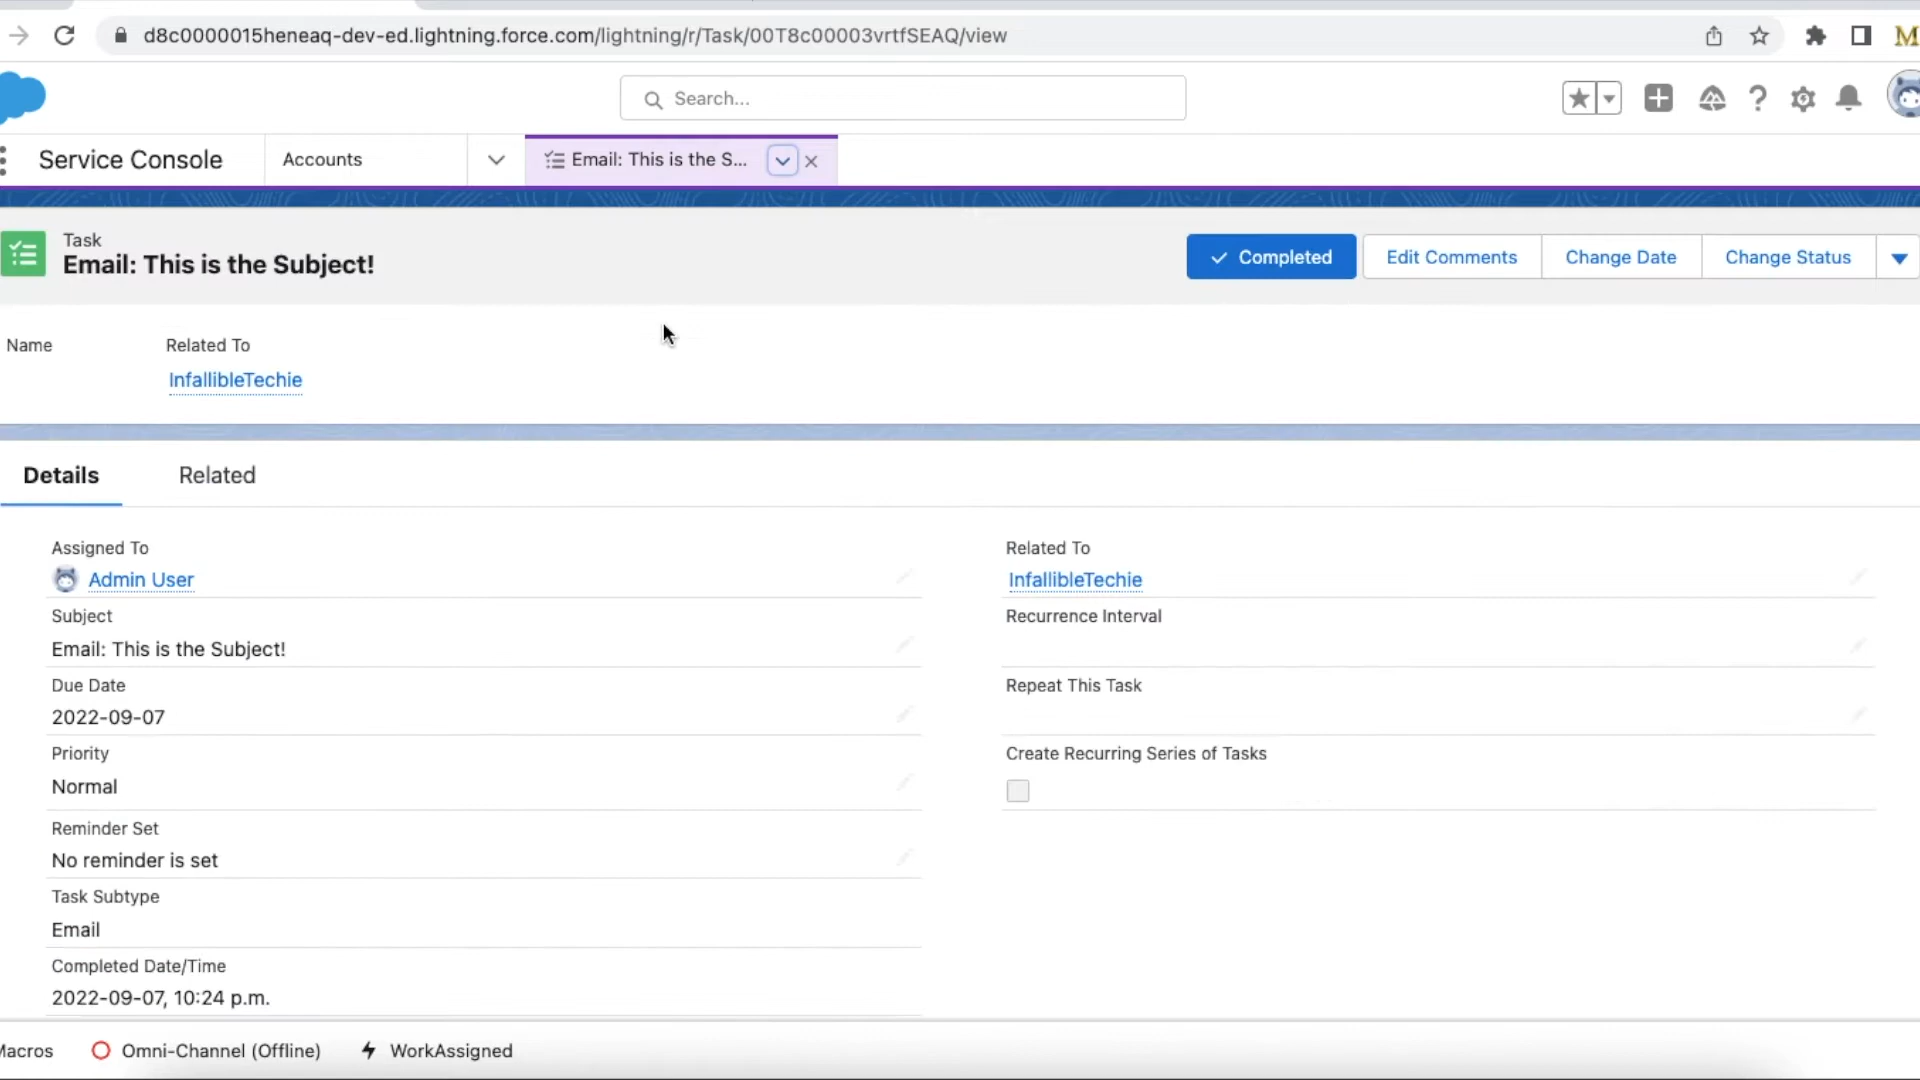 d8c0000015heneaq-dev-ed.lightning.force.com/lightning/r/Task/00T8c00003vrtfSEAQ/view
M
Search...
Service Console
Accounts
Email: This is the S...
Task
Email: This is the Subject!
Completed
Edit Comments
Change Date
Change Status
Name
Related To
InfallibleTechie
Details
Related
Assigned To
Admin User
Subject
Email: This is the Subject!
Due Date
2022-09-07
Priority
Normal
Reminder Set
No reminder is set
Task Subtype
Email
Completed Date/Time
2022-09-07, 10:24 p.m.
Related To
InfallibleTechie
Recurrence Interval
Repeat This Task
Create Recurring Series of Tasks
Macros
Omni-Channel (Offline)
WorkAssigned